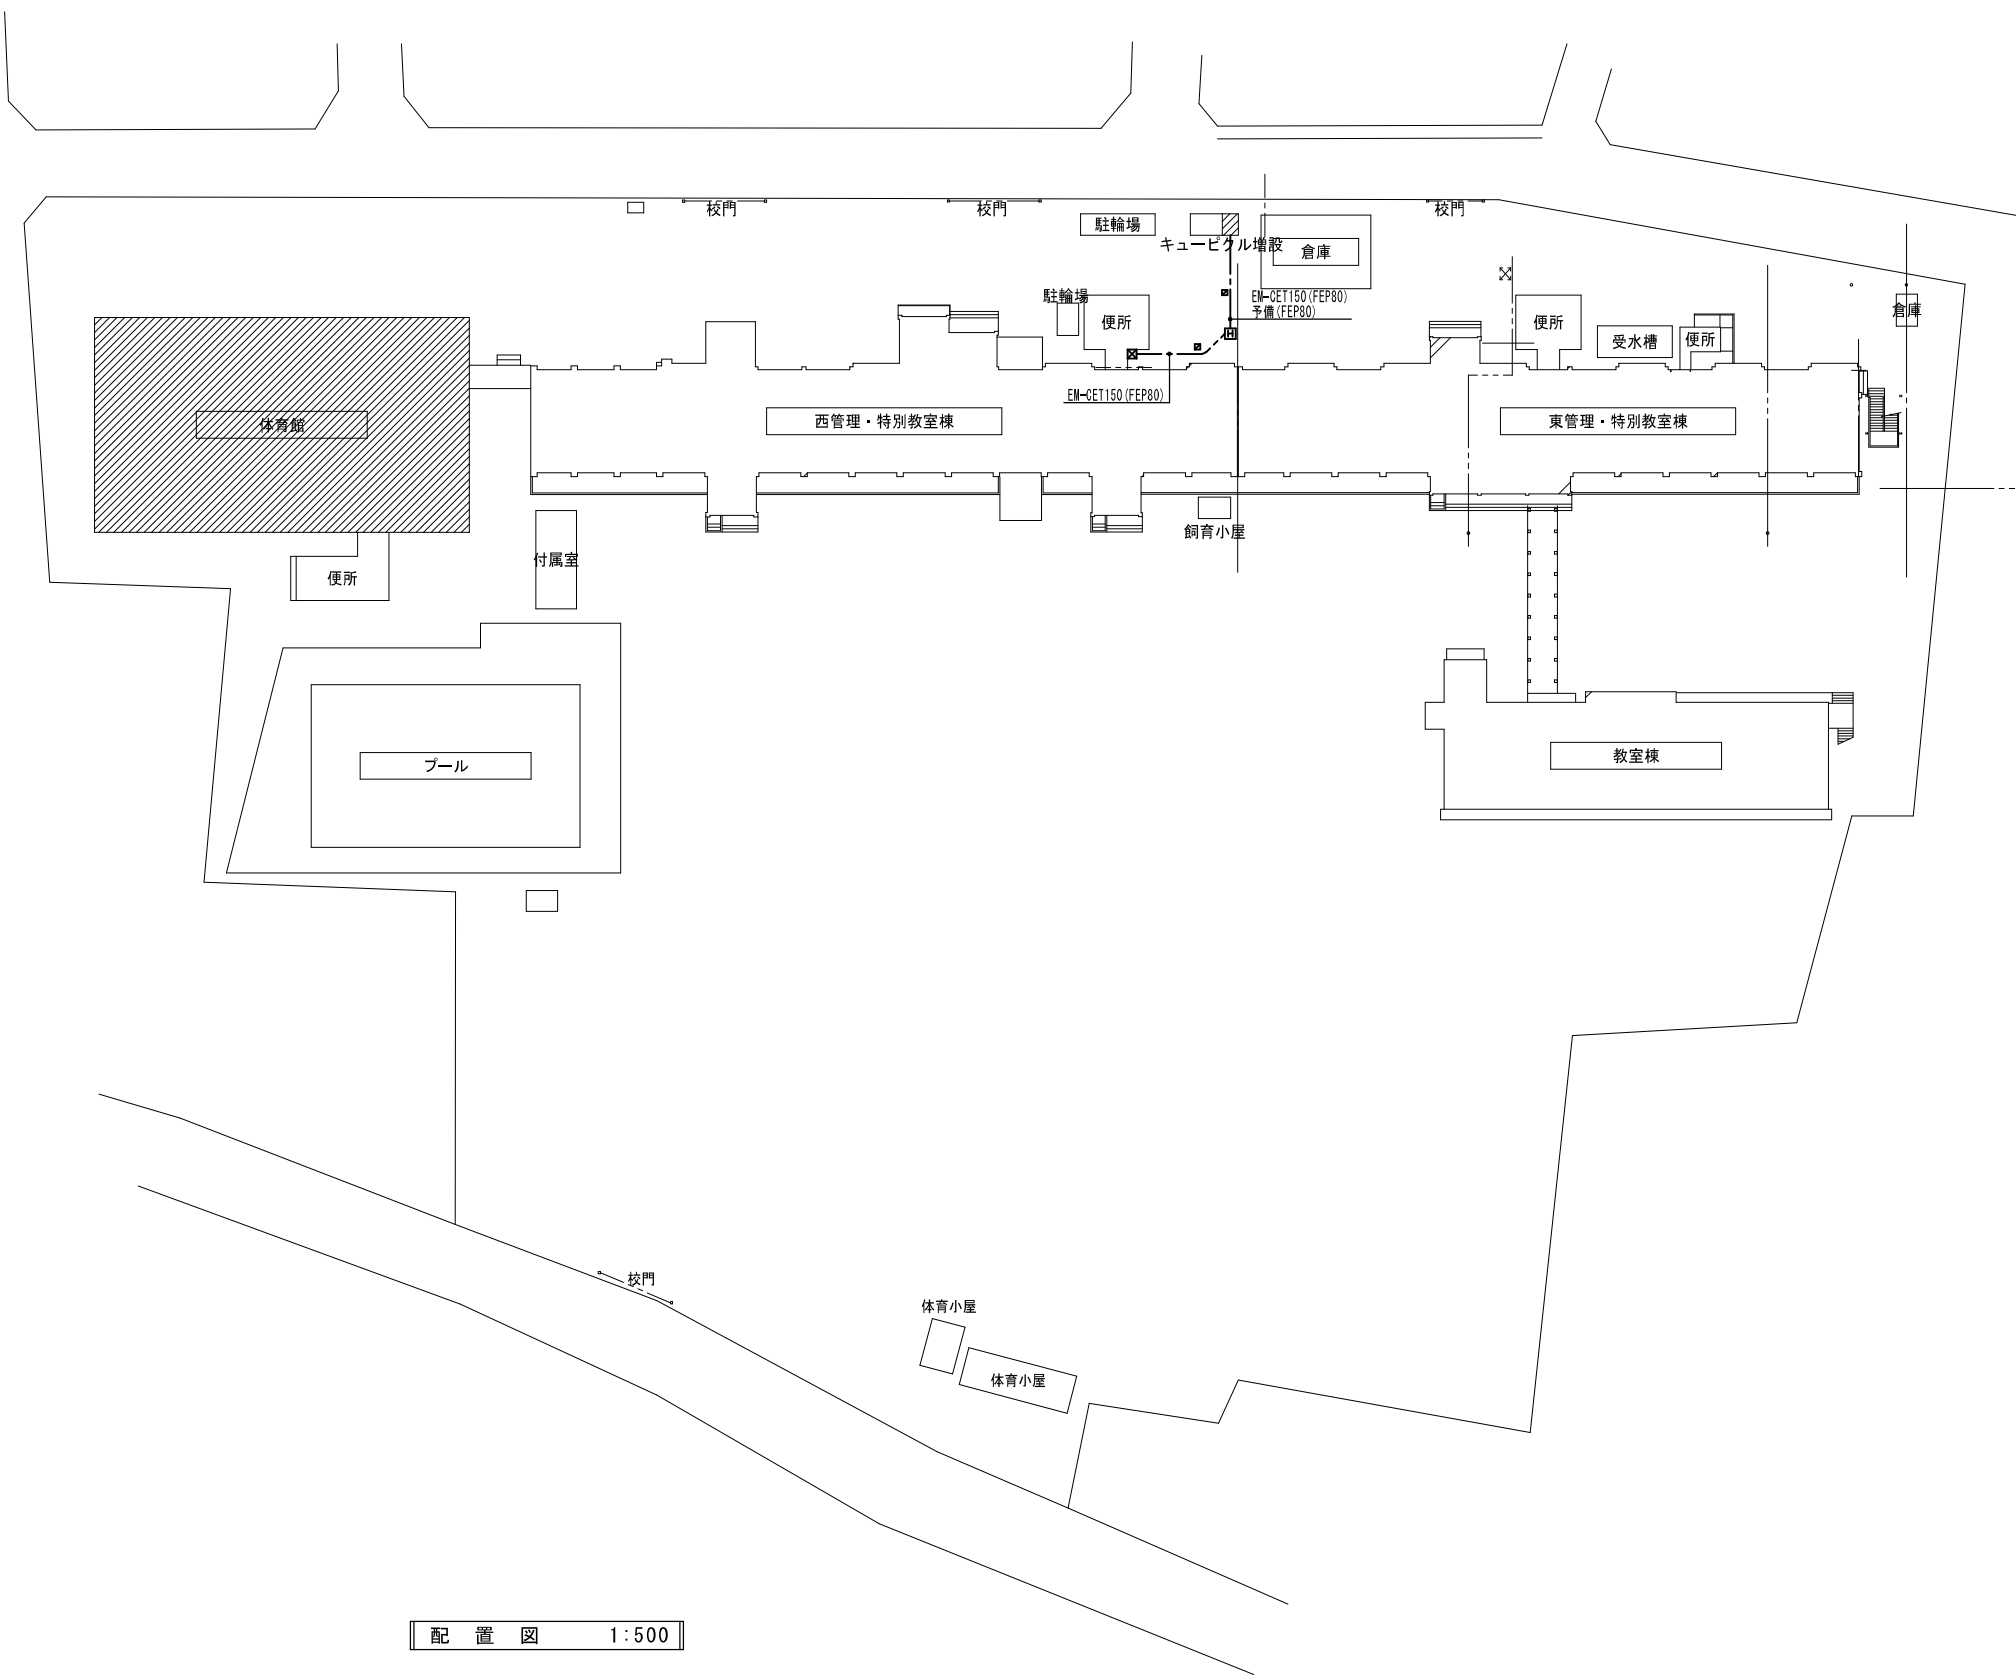 校門
校門
校門
駐輪場
キュービクル増設
倉庫
駐輪場
EM-CET150(FEP80)
予備(FEP80)
便所
便所
受水槽
便所
倉庫
EM-CET150(FEP80)
体育館
西管理・特別教室棟
東管理・特別教室棟
飼育小屋
付属室
便所
プール
教室棟
校門
体育小屋
体育小屋
配 置 図 1:500